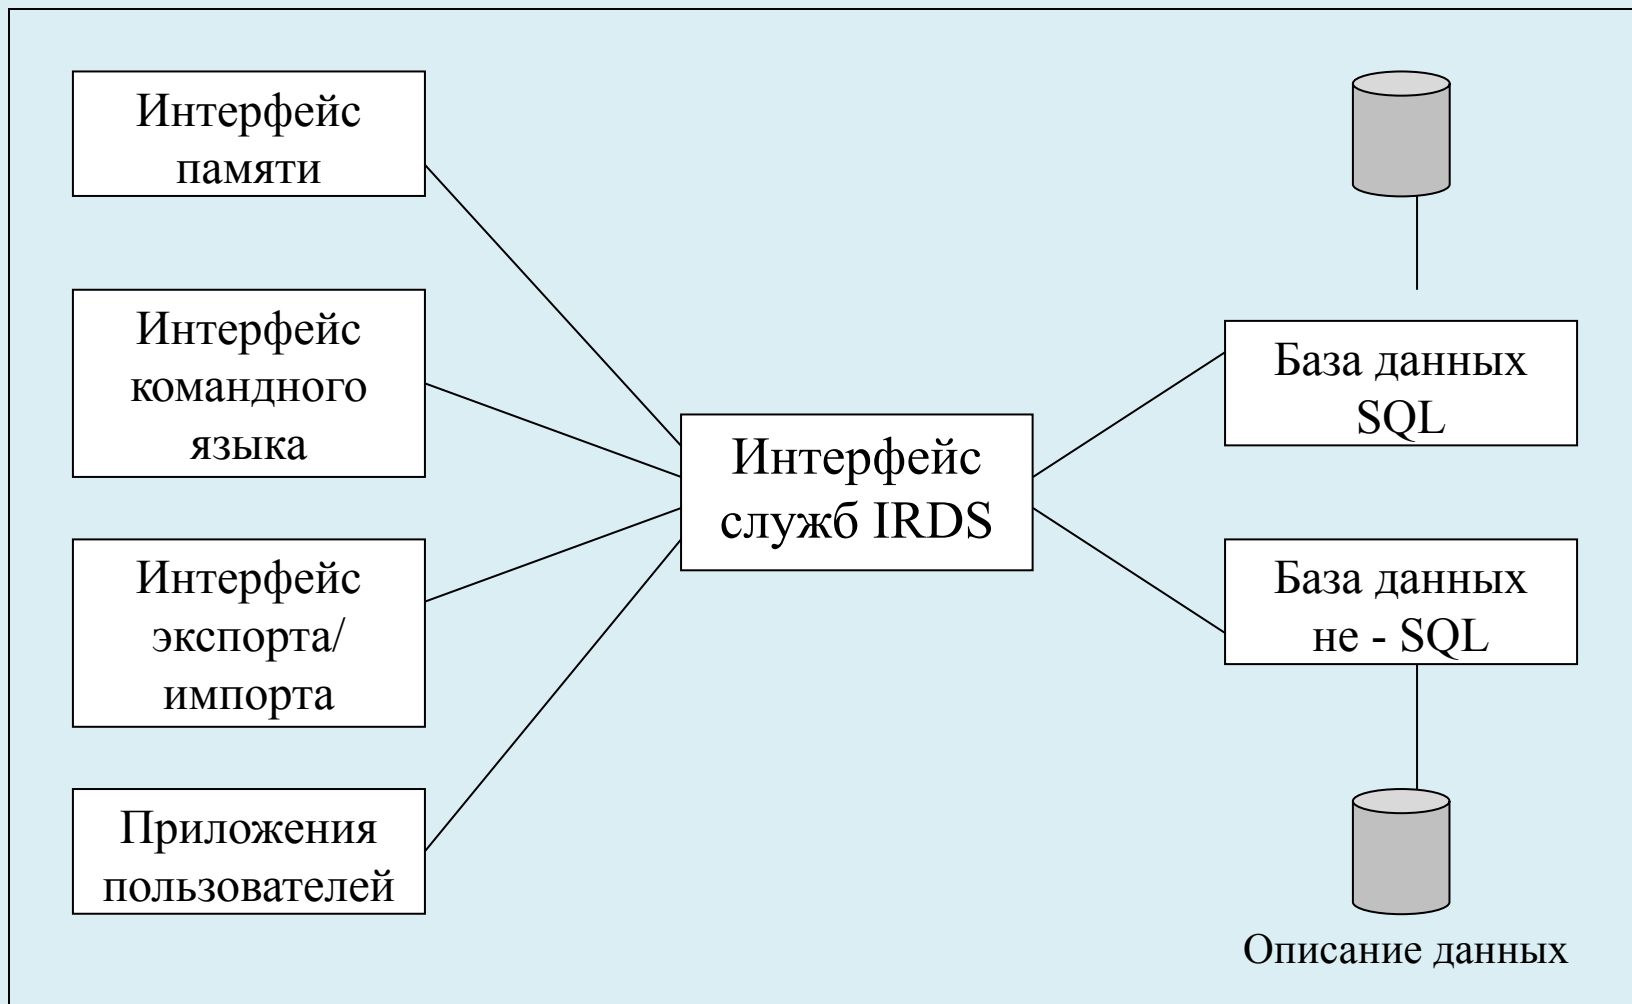 Интерфейс
памяти
Интерфейс
командного
языка
Интерфейс
экспорта/
импорта
Приложения
пользователей
Интерфейс
служб IRDS
База данных
SQL
База данных
не - SQL
Описание данных